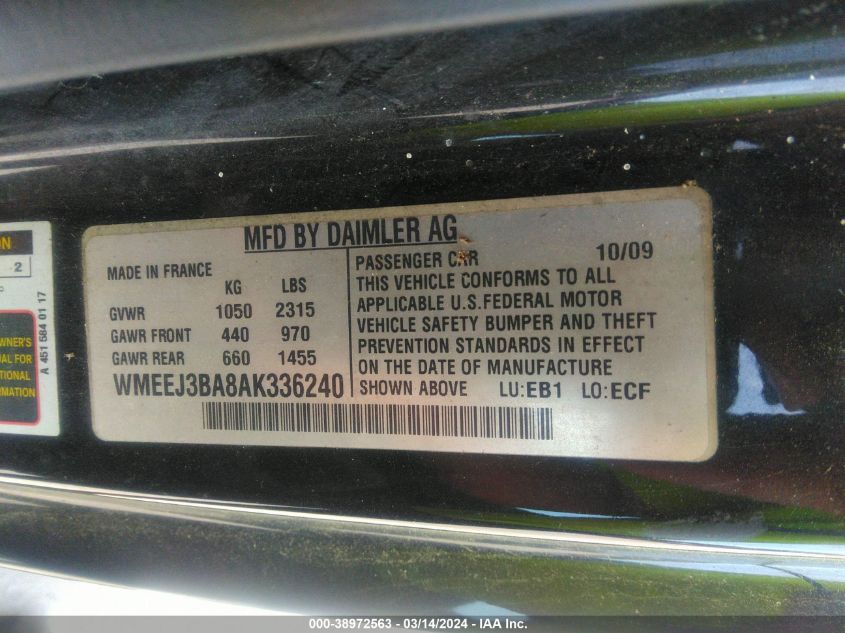 MFD BY DAIMLER AG
MADE IN FRANCE
KG LBS
GVWR 1050 2315
GAWR FRONT 440 970
GAWR REAR 660 1455
WMEEJ3BA8AK336240
PASSENGER CAR 10/09
THIS VEHICLE CONFORMS TO ALL
APPLICABLE U.S.FEDERAL MOTOR
VEHICLE SAFETY BUMPER AND THEFT
PREVENTION STANDARDS IN EFFECT
ON THE DATE OF MANUFACTURE
SHOWN ABOVE LU:EB1 LO:ECF
2
A 451 584 01 17
000-38972563 - 03/14/2024 - IAA Inc.